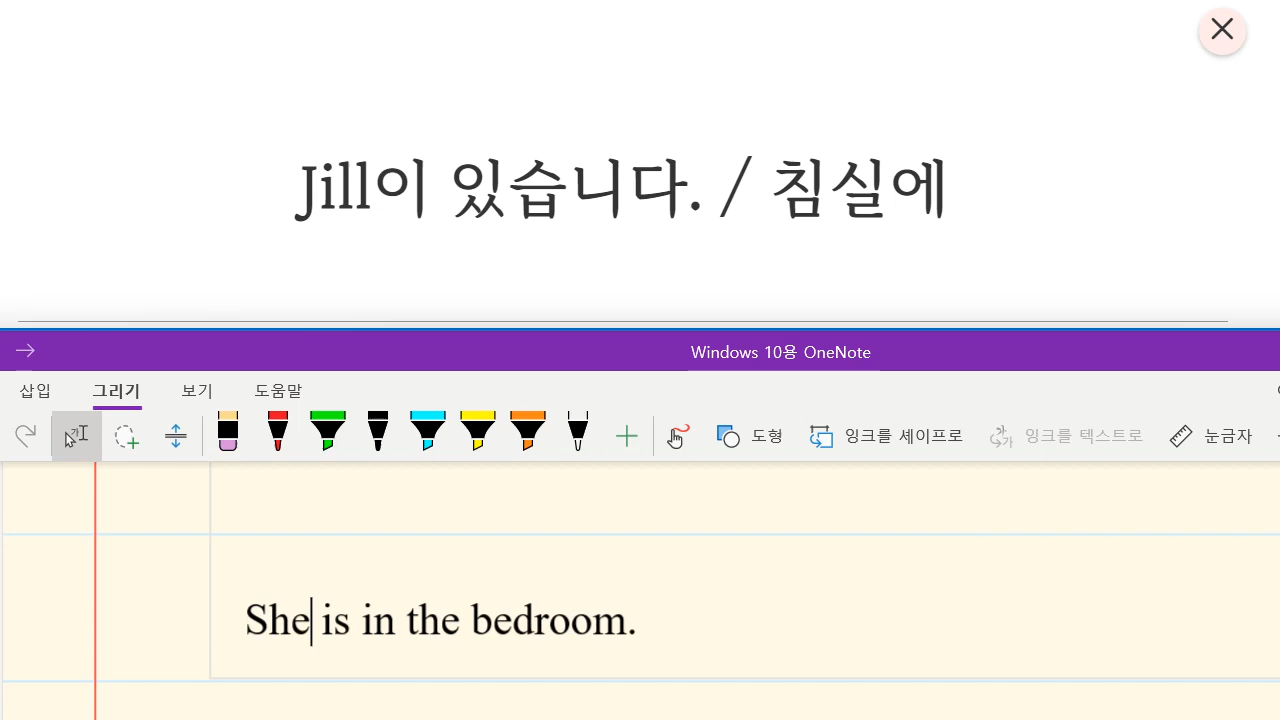 Jill이 있습니다. / 침실에
Windows 10용 OneNote
삽입 그리기 보기 도움말
도형 잉크를 셰이프로 잉크를 텍스트로 눈금자
She is in the bedroom.